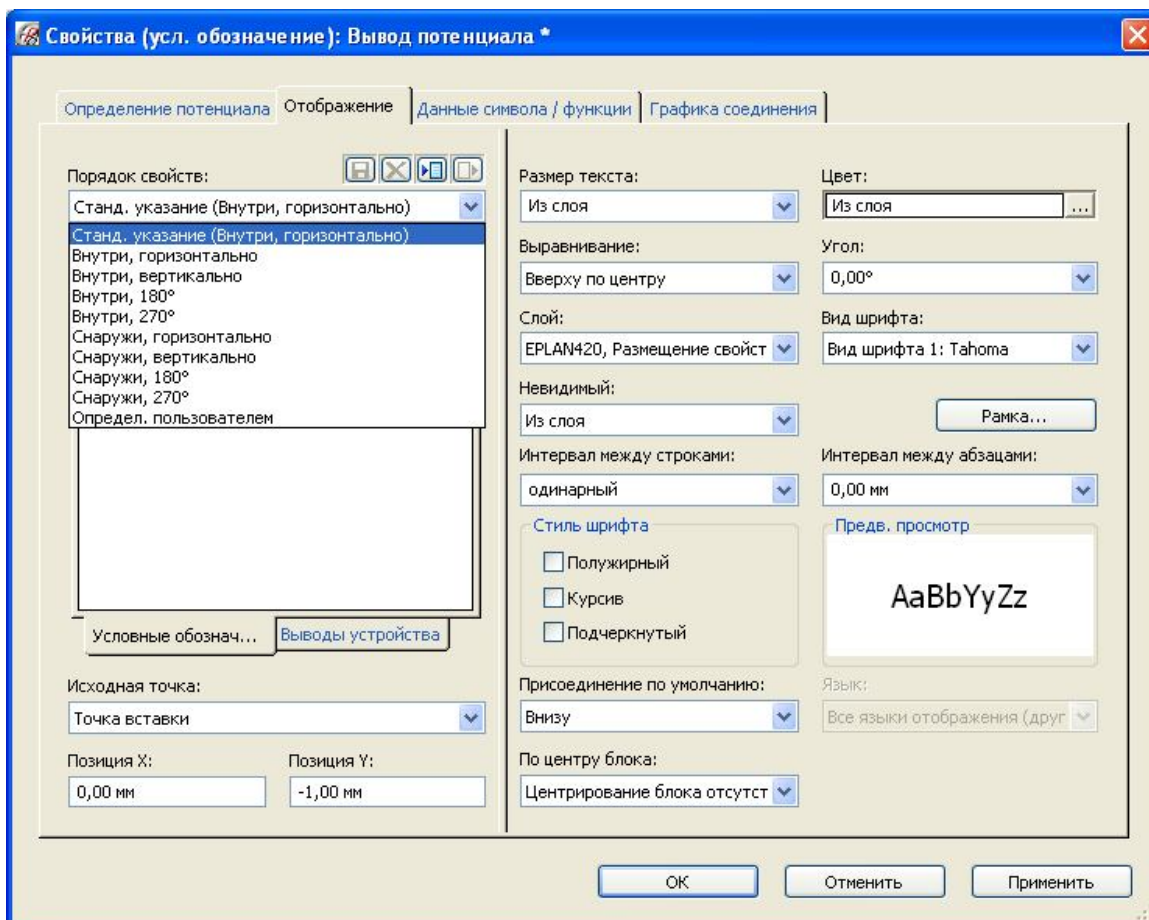 Свойства (усл. обозначение): Вывод потенциала *
Определение потенциала
Отображение
Данные символа / функции
Графика соединения
Порядок свойств:
Станд. указание (Внутри, горизонтально)
Станд. указание (Внутри, горизонтально)
Внутри, горизонтально
Внутри, вертикально
Внутри, 180°
Внутри, 270°
Снаружи, горизонтально
Снаружи, вертикально
Снаружи, 180°
Снаружи, 270°
Определ. пользователем
Условные обознач...
Выводы устройства
Исходная точка:
Точка вставки
Позиция X:
Позиция Y:
0,00 мм
-1,00 мм
Размер текста:
Цвет:
Из слоя
Из слоя
...
Выравнивание:
Угол:
Вверху по центру
0,00°
Слой:
Вид шрифта:
EPLAN420, Размещение свойст
Вид шрифта 1: Tahoma
Невидимый:
Из слоя
Рамка...
Интервал между строками:
Интервал между абзацами:
одинарный
0,00 мм
Стиль шрифта
Предв. просмотр
Полужирный
Курсив
Подчеркнутый
AaBbYyZz
Присоединение по умолчанию:
Язык:
Внизу
Все языки отображения (друг
По центру блока:
Центрирование блока отсутст
ОК
Отменить
Применить